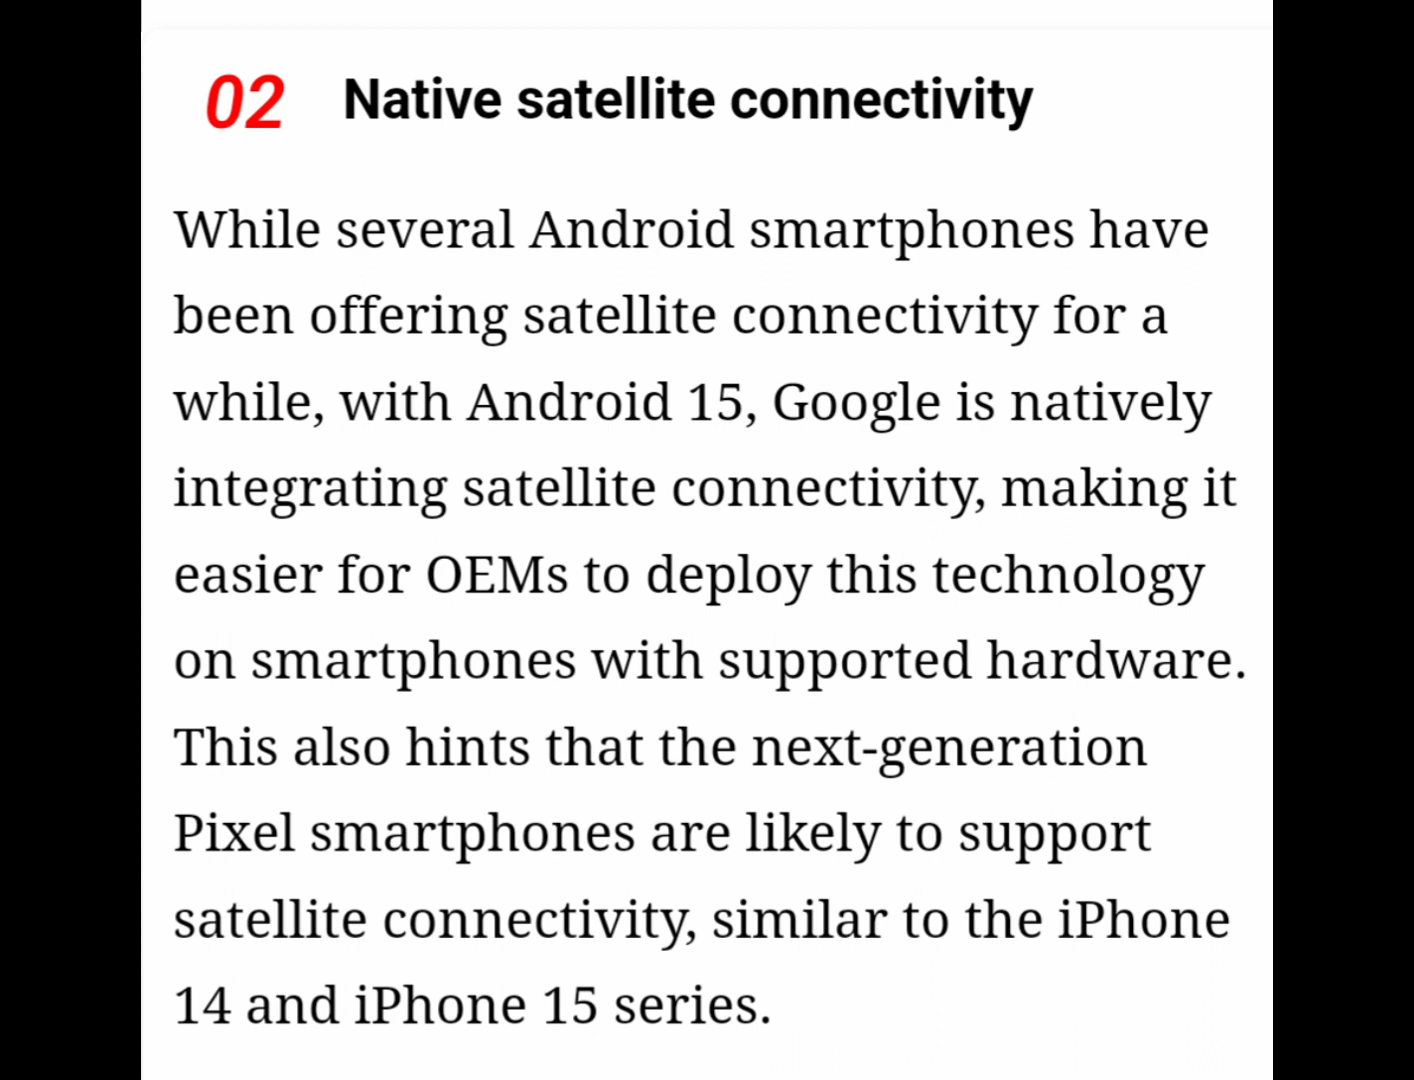 02 Native satellite connectivity
While several Android smartphones have
been offering satellite connectivity for a
while, with Android 15, Google is natively
integrating satellite connectivity, making it
easier for OEMs to deploy this technology
on smartphones with supported hardware.
This also hints that the next-generation
Pixel smartphones are likely to support
satellite connectivity, similar to the iPhone
14 and iPhone 15 series.